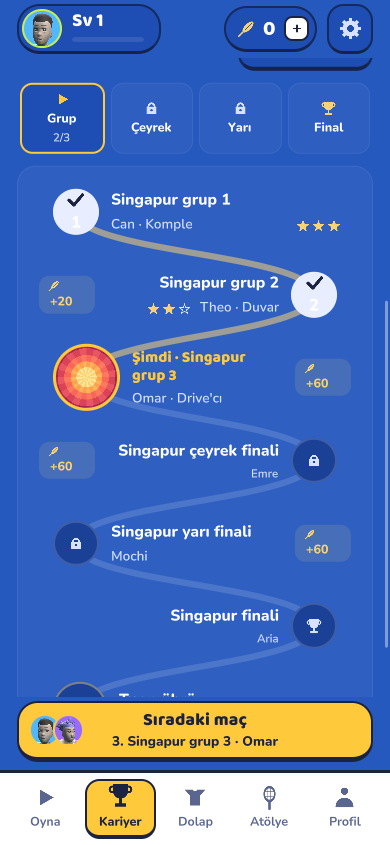 Sv 1
0
+
Grup
2/3
Çeyrek
Yarı
Final
Singapur grup 1
Can · Komple
1
Singapur grup 2
Theo · Duvar
2
+20
Şimdi · Singapur
grup 3
Omar · Drive'cı
+60
Singapur çeyrek finali
Emre
+60
Singapur yarı finali
Mochi
+60
Singapur finali
Aria
Sıradaki maç
3. Singapur grup 3 · Omar
Oyna
Kariyer
Dolap
Atölye
Profil